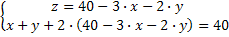 z = 40 − 3 · x − 2 · y
x + y + 2 · (40 − 3 · x − 2 · y) = 40